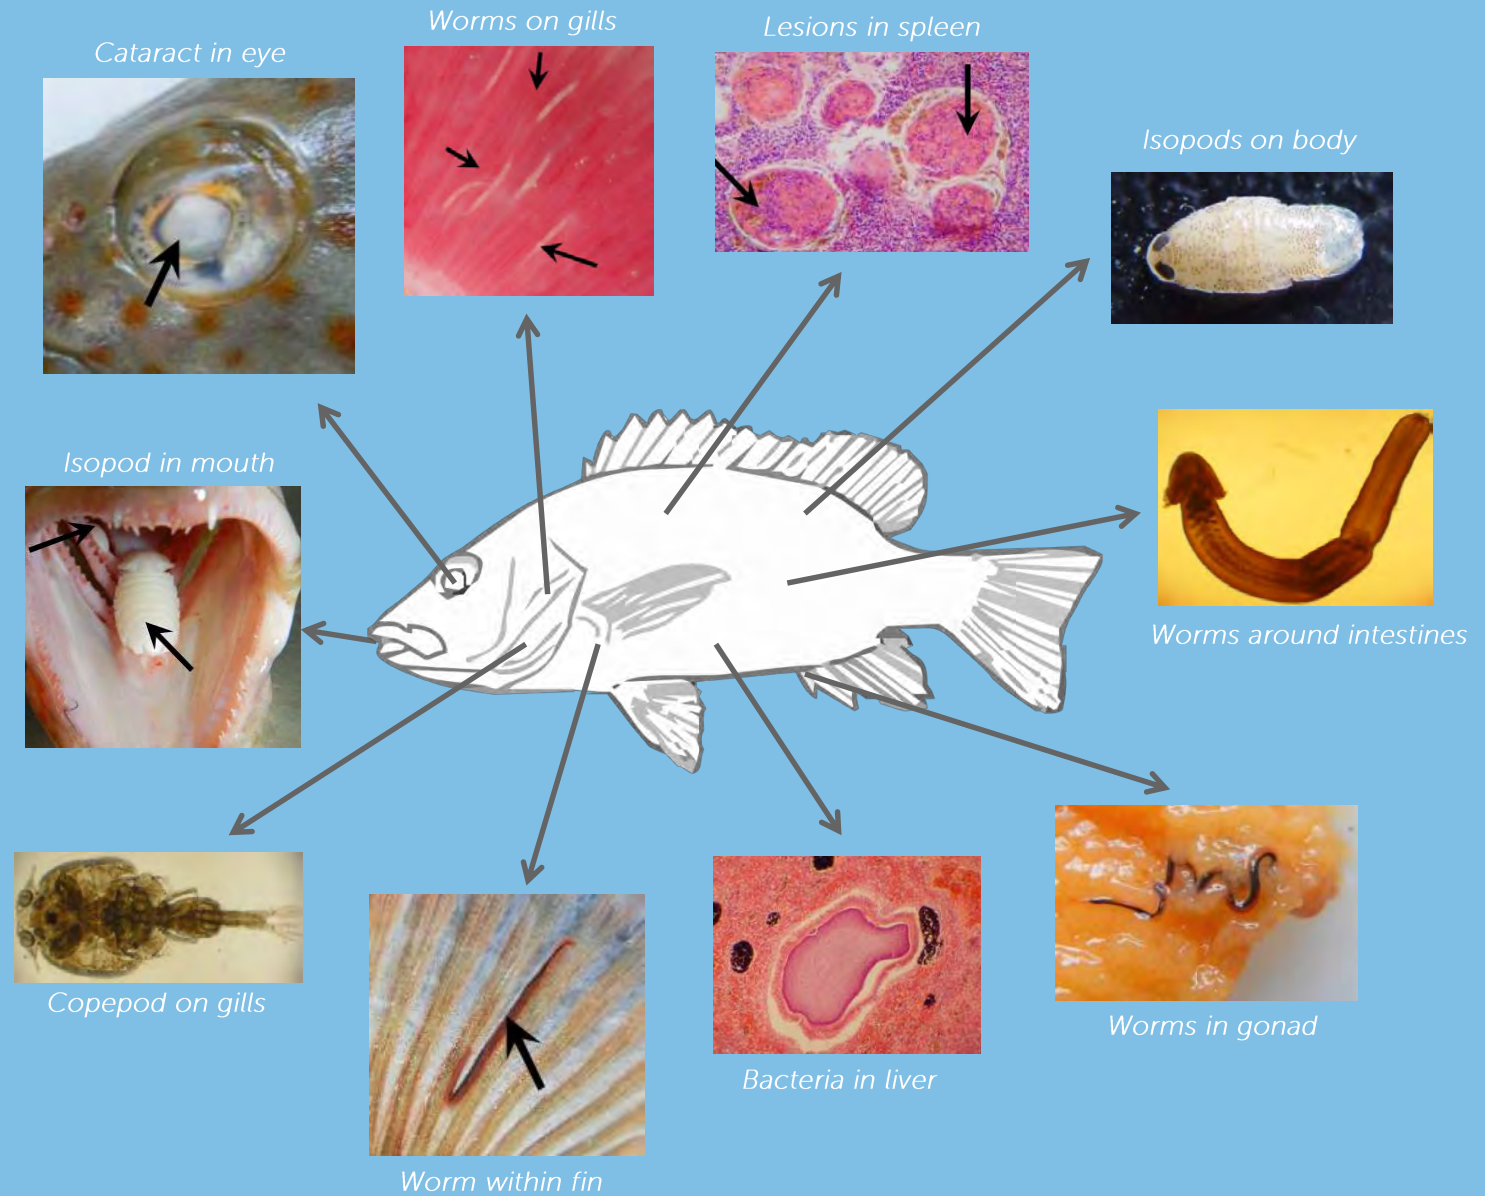 Worms on gills
Lesions in spleen
Cataract in eye
Isopods on body
Isopod in mouth
Worms around intestines
Copepod on gills
Worms in gonad
Bacteria in liver
Worm within fin